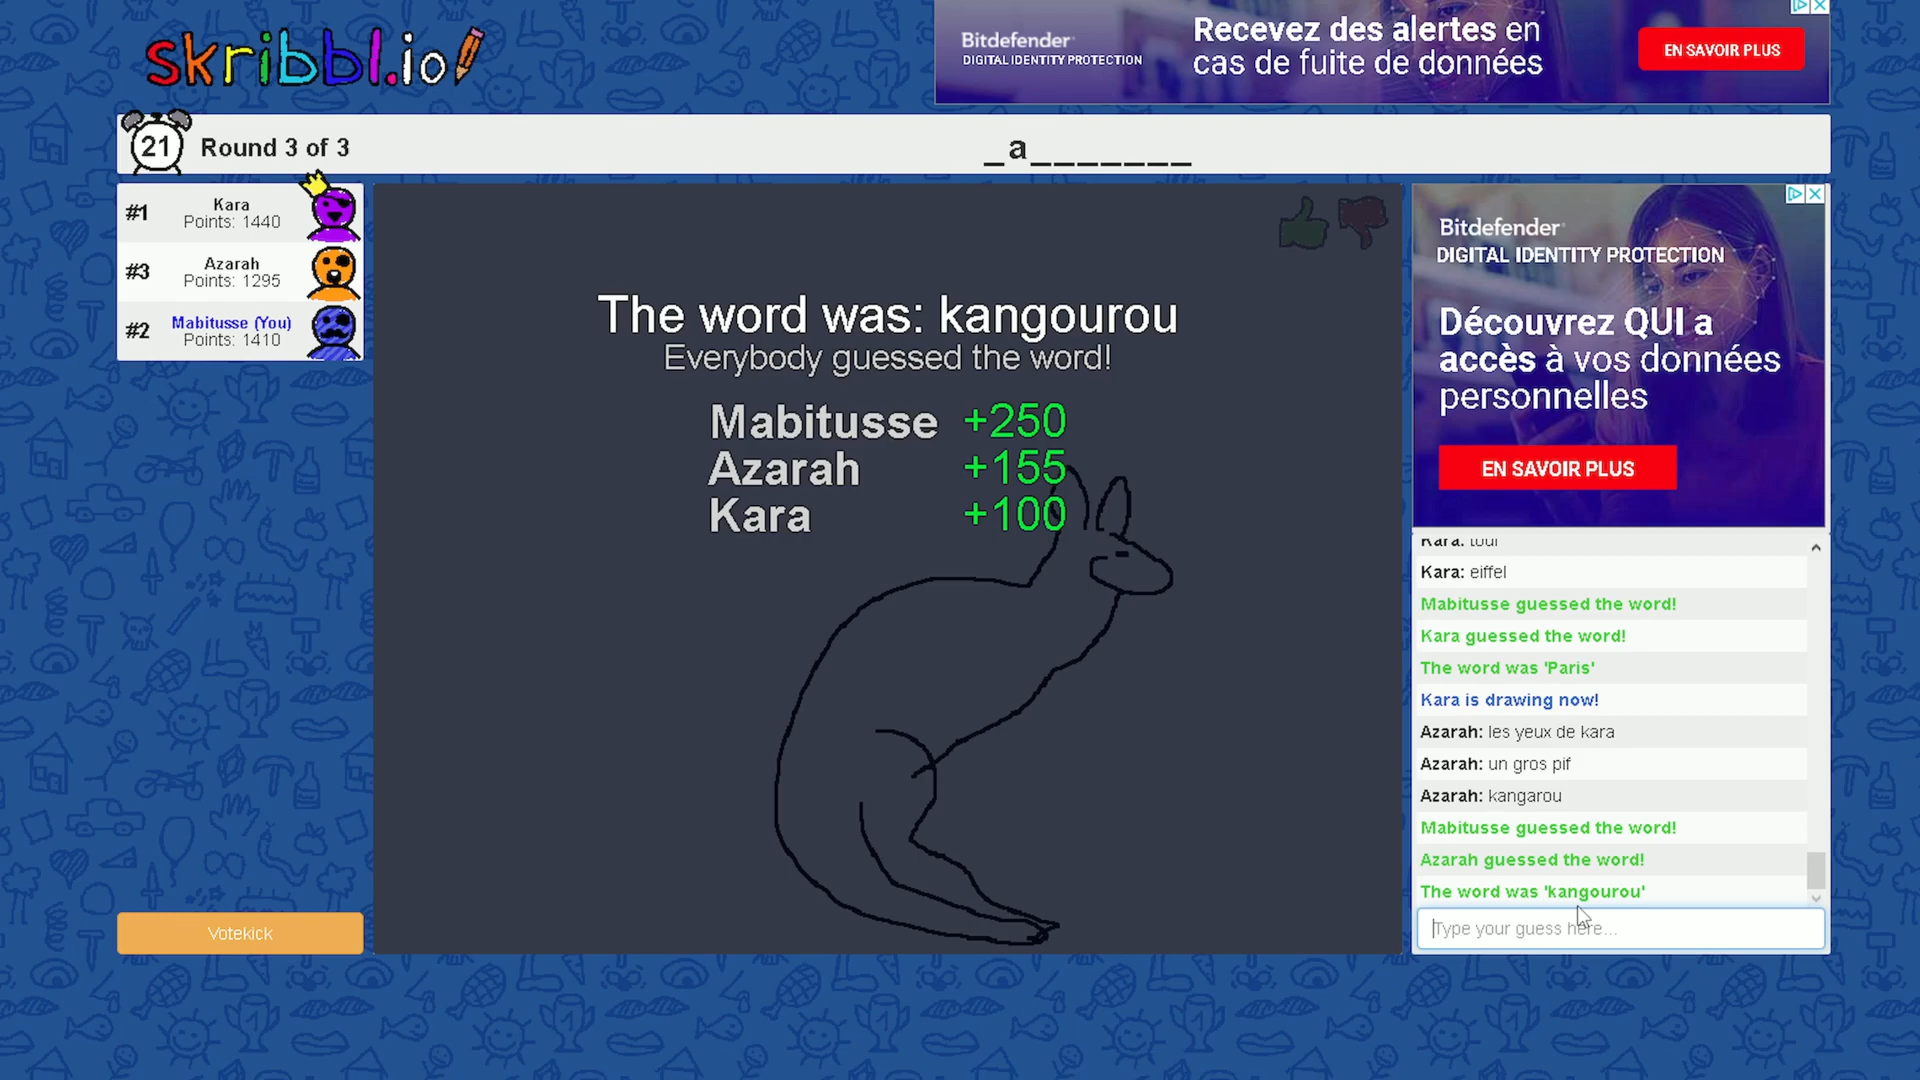 skribbl.io
Bitdefender
DIGITAL IDENTITY PROTECTION
Recevez des alertes en
cas de fuite de données
EN SAVOIR PLUS
21
Round 3 of 3
_a_______
#1
Kara
Points: 1440
#3
Azarah
Points: 1295
#2
Mabitusse (You)
Points: 1410
The word was: kangourou
Everybody guessed the word!
Mabitusse +250
Azarah +155
Kara +100
Bitdefender
DIGITAL IDENTITY PROTECTION
Découvrez QUI a
accès à vos données
personnelles
EN SAVOIR PLUS
Kara: tour
Kara: eiffel
Mabitusse guessed the word!
Kara guessed the word!
The word was 'Paris'
Kara is drawing now!
Azarah: les yeux de kara
Azarah: un gros pif
Azarah: kangarou
Mabitusse guessed the word!
Azarah guessed the word!
The word was 'kangourou'
Type your guess here...
Votekick